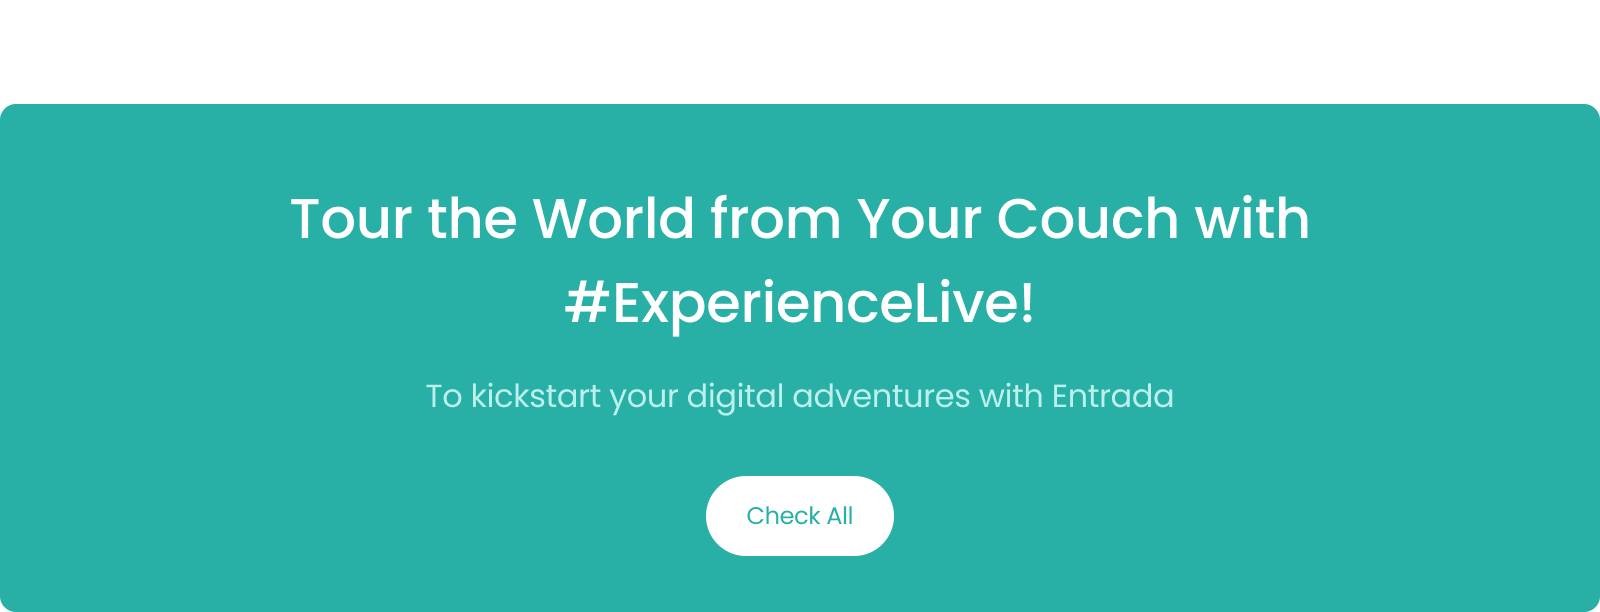 Tour the World from Your Couch with
#ExperienceLive!
To kickstart your digital adventures with Entrada
Check All